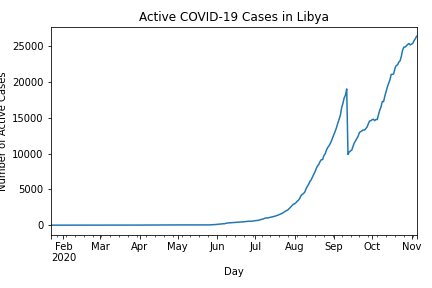 Active COVID-19 Cases in Libya
Number of Active Cases
25000
20000
15000
10000
5000
0
Feb Mar Apr May Jun Jul Aug Sep Oct Nov
2020
Day